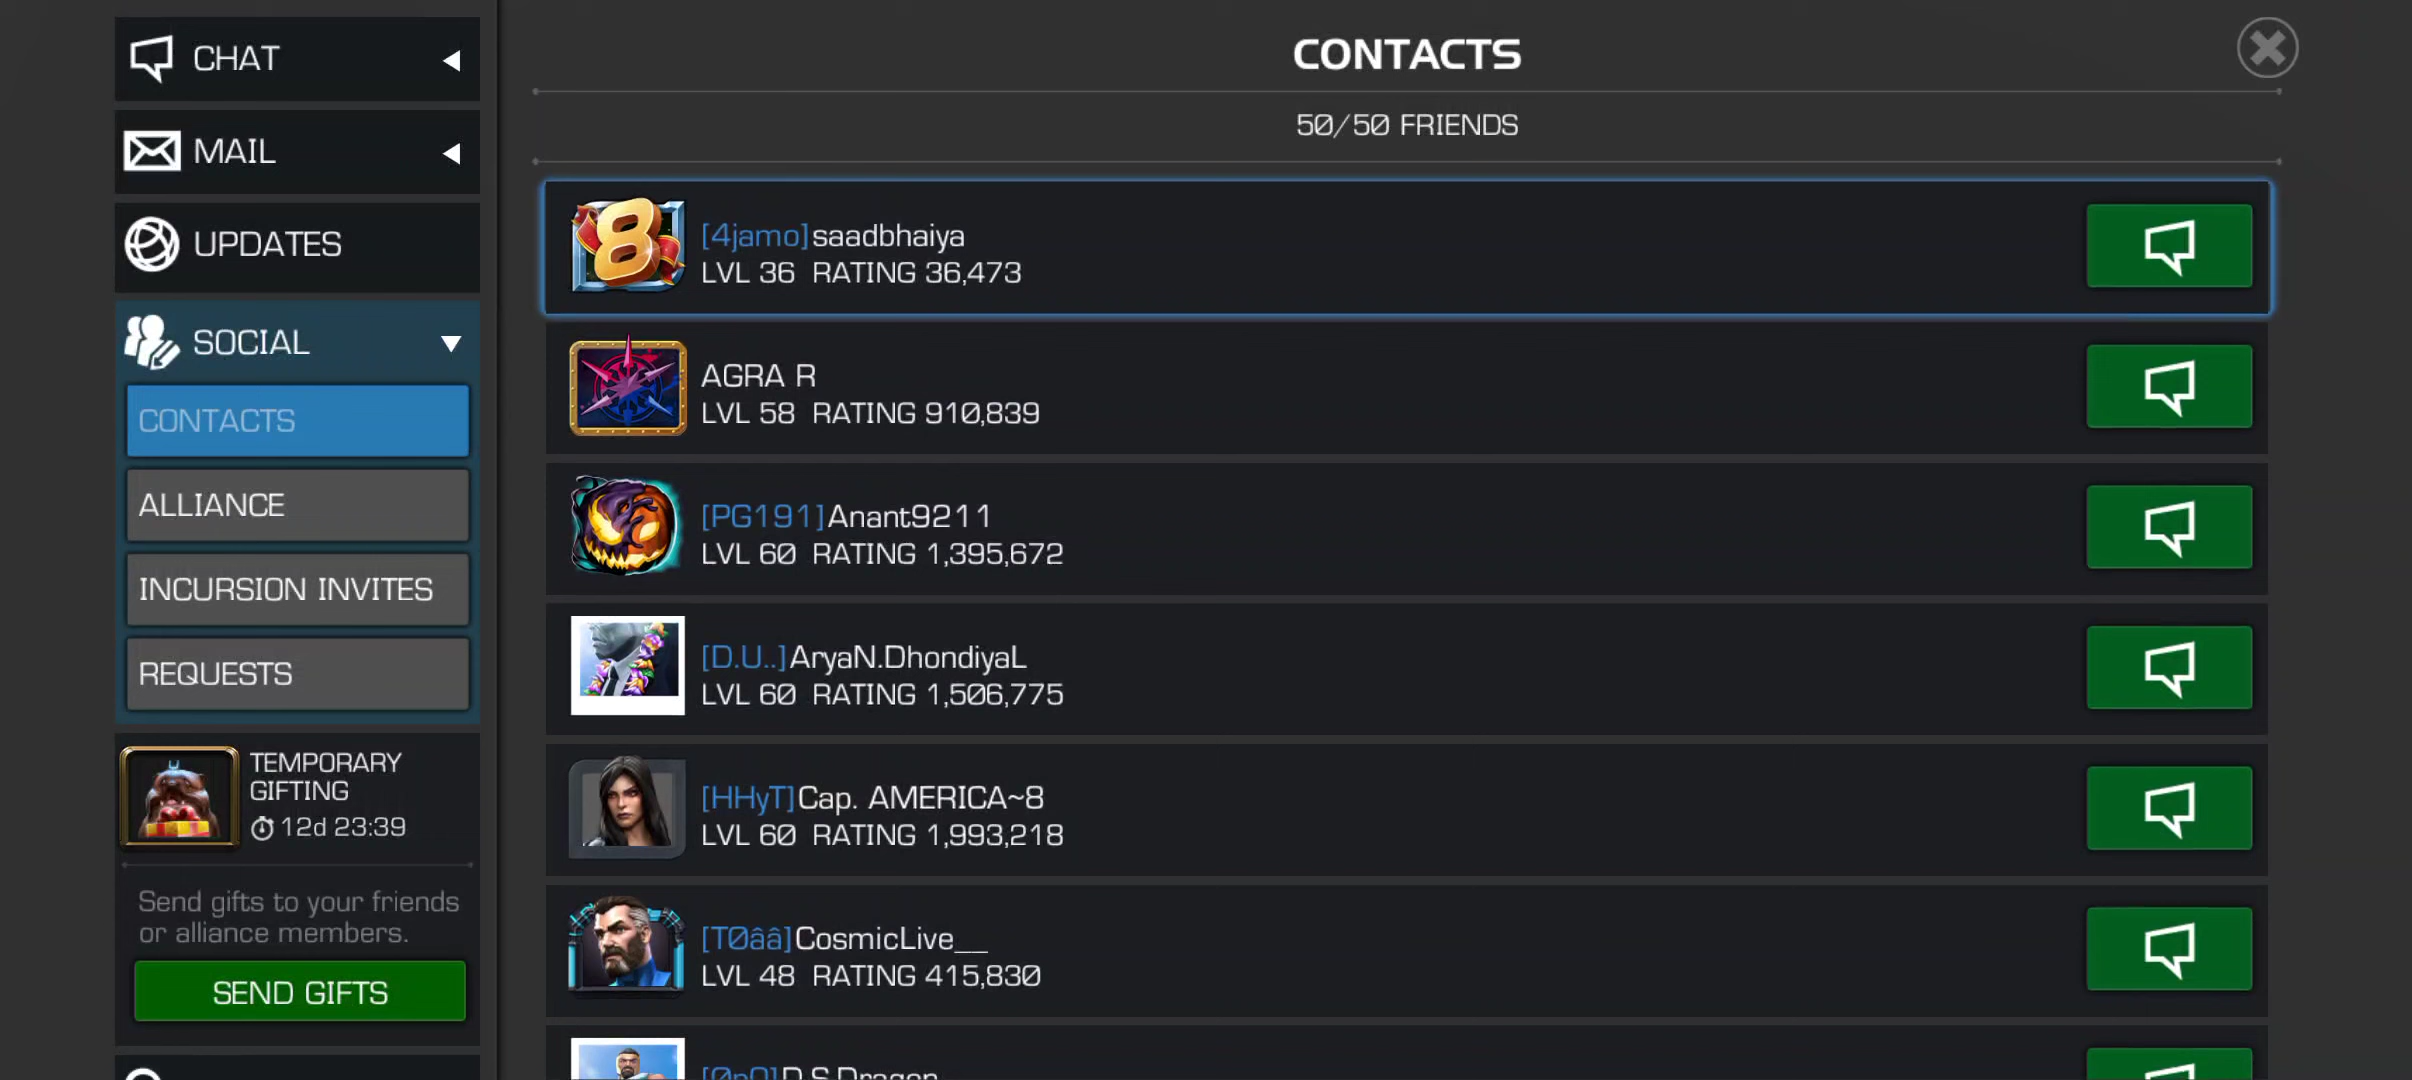 CHAT
MAIL
UPDATES
SOCIAL
CONTACTS
ALLIANCE
INCURSION INVITES
REQUESTS
TEMPORARY
GIFTING
12d 23:39
Send gifts to your friends
or alliance members.
SEND GIFTS
CONTACTS
50/50 FRIENDS
8
[4jamo]saadbhaiya
LVL 36 RATING 36,473
AGRA R
LVL 58 RATING 910,839
[PG191]Anant9211
LVL 60 RATING 1,395,672
[D.U..]AryaN.DhondiyaL
LVL 60 RATING 1,506,775
[HHyT]Cap. AMERICA~8
LVL 60 RATING 1,993,218
[TØââ]CosmicLive__
LVL 48 RATING 415,830